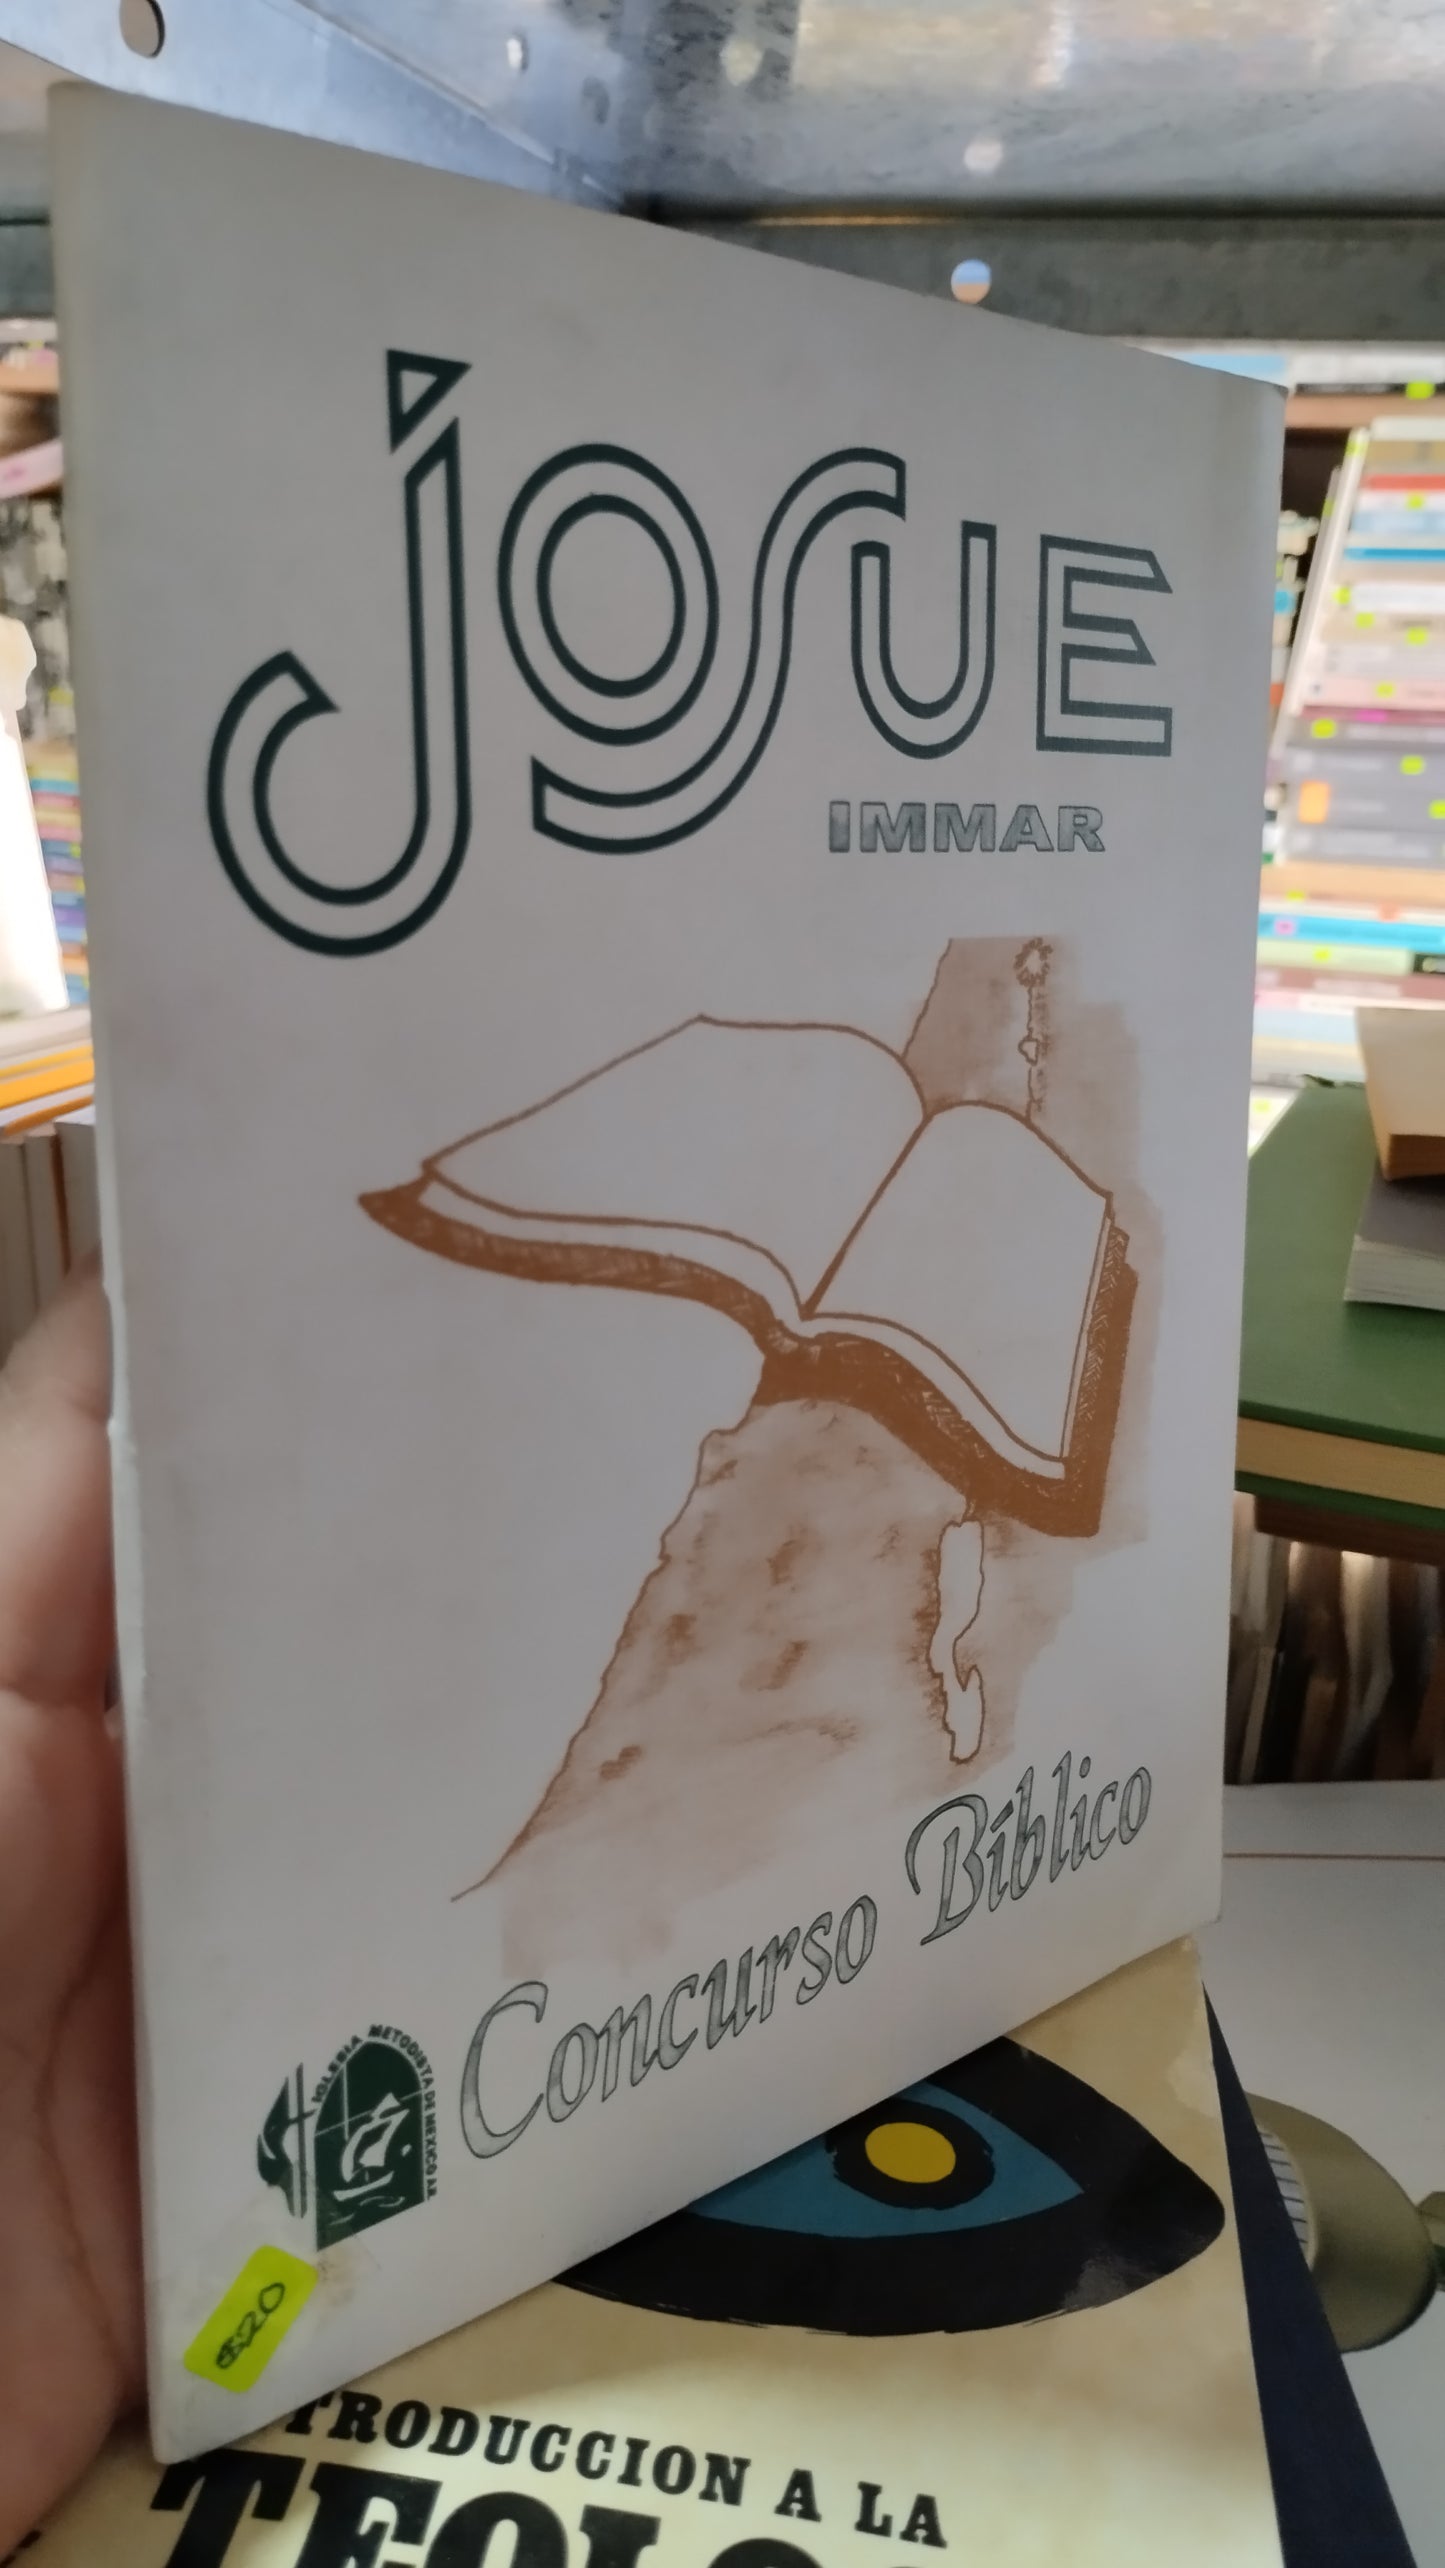 josue
IMMAR
Concurso Bíblico
IGLESIA METODISTA DE MEXICO A.R.
$20
TRODUCCION A LA